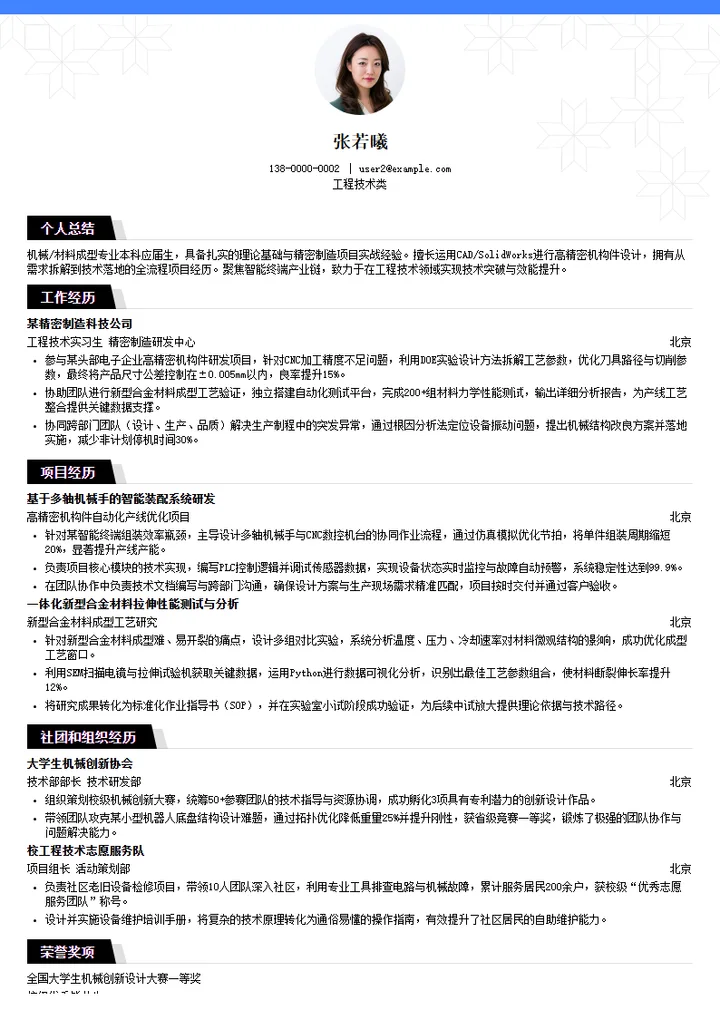 张若曦
138-0000-0002 | user2@example.com
工程技术类
个人总结
机械/材料成型专业本科应届生，具备扎实的理论基础与精密制造项目实战经验。擅长运用CAD/SolidWorks进行高精密机构件设计，拥有从
需求拆解到技术落地的全流程项目经历。聚焦智能终端产业链，致力于在工程技术领域实现技术突破与效能提升。
工作经历
某精密制造科技公司
工程技术实习生 精密制造研发中心 北京
• 参与某头部电子企业高精密机构件研发项目，针对CNC加工精度不足问题，利用DOE实验设计方法拆解工艺参数，优化刀具路径与切削参
数，最终将产品尺寸公差控制在±0.005mm以内，良率提升15%。
• 协助团队进行新型合金材料成型工艺验证，独立搭建自动化测试平台，完成200+组材料力学性能测试，输出详细分析报告，为产线工艺
整合提供关键数据支撑。
• 协同跨部门团队（设计、生产、品质）解决生产制程中的突发异常，通过根因分析法定位设备振动问题，提出机械结构改良方案并落地
实施，减少非计划停机时间30%。
项目经历
基于多轴机械手的智能装配系统研发
高精密机构件自动化产线优化项目 北京
• 针对某智能终端组装效率瓶颈，主导设计多轴机械手与CNC数控机台的协同作业流程，通过仿真模拟优化节拍，将单件组装周期缩短
20%，显著提升产线产能。
• 负责项目核心模块的技术实现，编写PLC控制逻辑并调试传感器数据，实现设备状态实时监控与故障自动预警，系统稳定性达到99.9%。
• 在团队协作中负责技术文档编写与跨部门沟通，确保设计方案与生产现场需求精准匹配，项目按时交付并通过客户验收。
一体化新型合金材料拉伸性能测试与分析
新型合金材料成型工艺研究 北京
• 针对新型合金材料成型难、易开裂的痛点，设计多组对比实验，系统分析温度、压力、冷却速率对材料微观结构的影响，成功优化成型
工艺窗口。
• 利用SEM扫描电镜与拉伸试验机获取关键数据，运用Python进行数据可视化分析，识别出最佳工艺参数组合，使材料断裂伸长率提升
12%。
• 将研究成果转化为标准化作业指导书（SOP），并在实验室小试阶段成功验证，为后续中试放大提供理论依据与技术路径。
社团和组织经历
大学生机械创新协会
技术部部长 技术研发部 北京
• 组织策划校级机械创新大赛，统筹50+参赛团队的技术指导与资源协调，成功孵化3项具有专利潜力的创新设计作品。
• 带领团队攻克某小型机器人底盘结构设计难题，通过拓扑优化降低重量25%并提升刚性，获省级竞赛一等奖，锻炼了极强的团队协作与
问题解决能力。
校工程技术志愿服务队
项目组长 活动策划部 北京
• 负责社区老旧设备检修项目，带领10人团队深入社区，利用专业工具排查电路与机械故障，累计服务居民200余户，获校级“优秀志愿
服务团队”称号。
• 设计并实施设备维护培训手册，将复杂的技术原理转化为通俗易懂的操作指南，有效提升了社区居民的自助维护能力。
荣誉奖项
全国大学生机械创新设计大赛一等奖